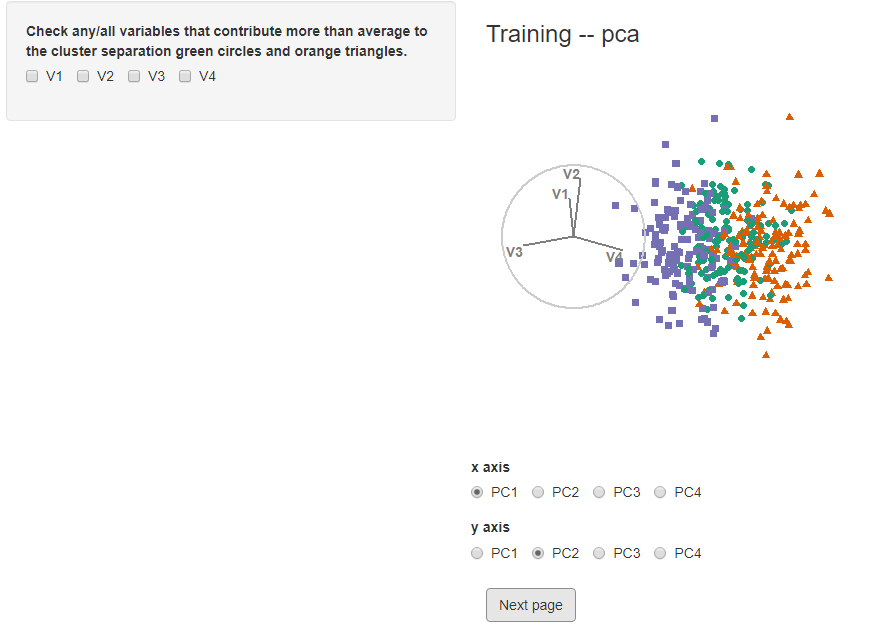 Check any/all variables that contribute more than average to
the cluster separation green circles and orange triangles.
V1 V2 V3 V4
Training -- pca
V2
V1
V3
V4
x axis
PC1 PC2 PC3 PC4
y axis
PC1 PC2 PC3 PC4
Next page